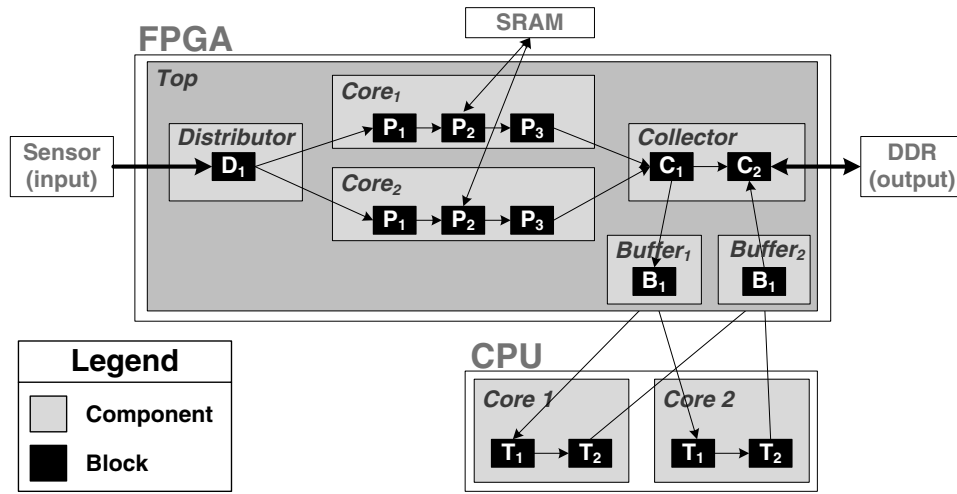 SRAM
FPGA
Top
Core₁
P₁ P₂ P₃
Distributor
D₁
Sensor
(input)
Core₂
P₁ P₂ P₃
Collector
C₁ C₂
DDR
(output)
Buffer₁
B₁
Buffer₂
B₁
Legend
Component
Block
CPU
Core 1
T₁ T₂
Core 2
T₁ T₂